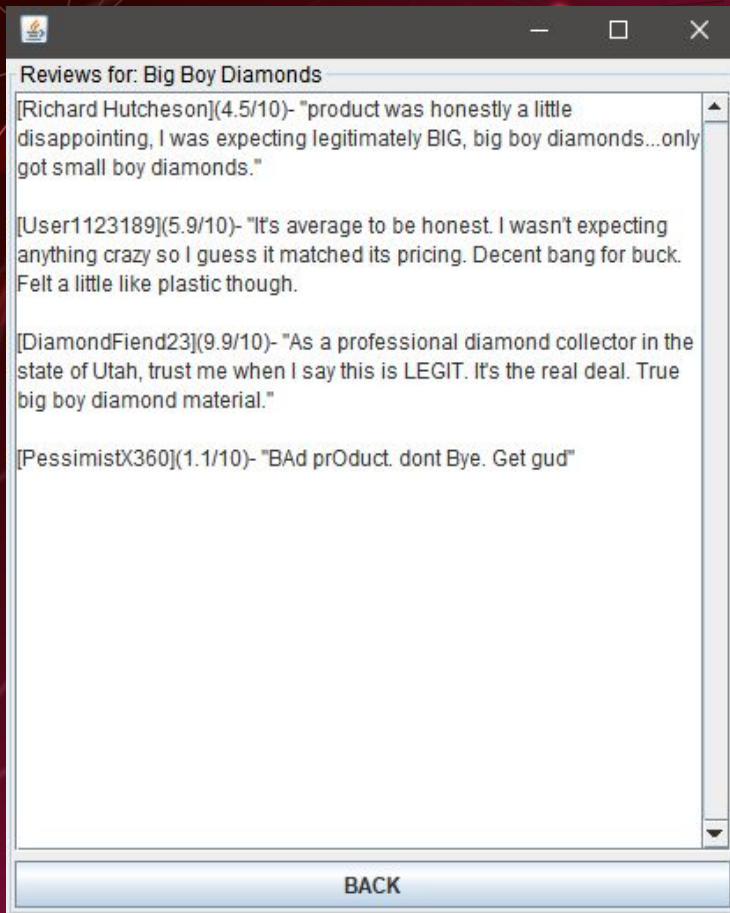 Reviews for: Big Boy Diamonds
[Richard Hutcheson](4.5/10)- "product was honestly a little
disappointing, I was expecting legitimately BIG, big boy diamonds...only
got small boy diamonds."
[User1123189](5.9/10)- "It's average to be honest. I wasn't expecting
anything crazy so I guess it matched its pricing. Decent bang for buck.
Felt a little like plastic though.
[DiamondFiend23](9.9/10)- "As a professional diamond collector in the
state of Utah, trust me when I say this is LEGIT. It's the real deal. True
big boy diamond material."
[PessimistX360](1.1/10)- "BAd prOduct. dont Bye. Get gud"
BACK